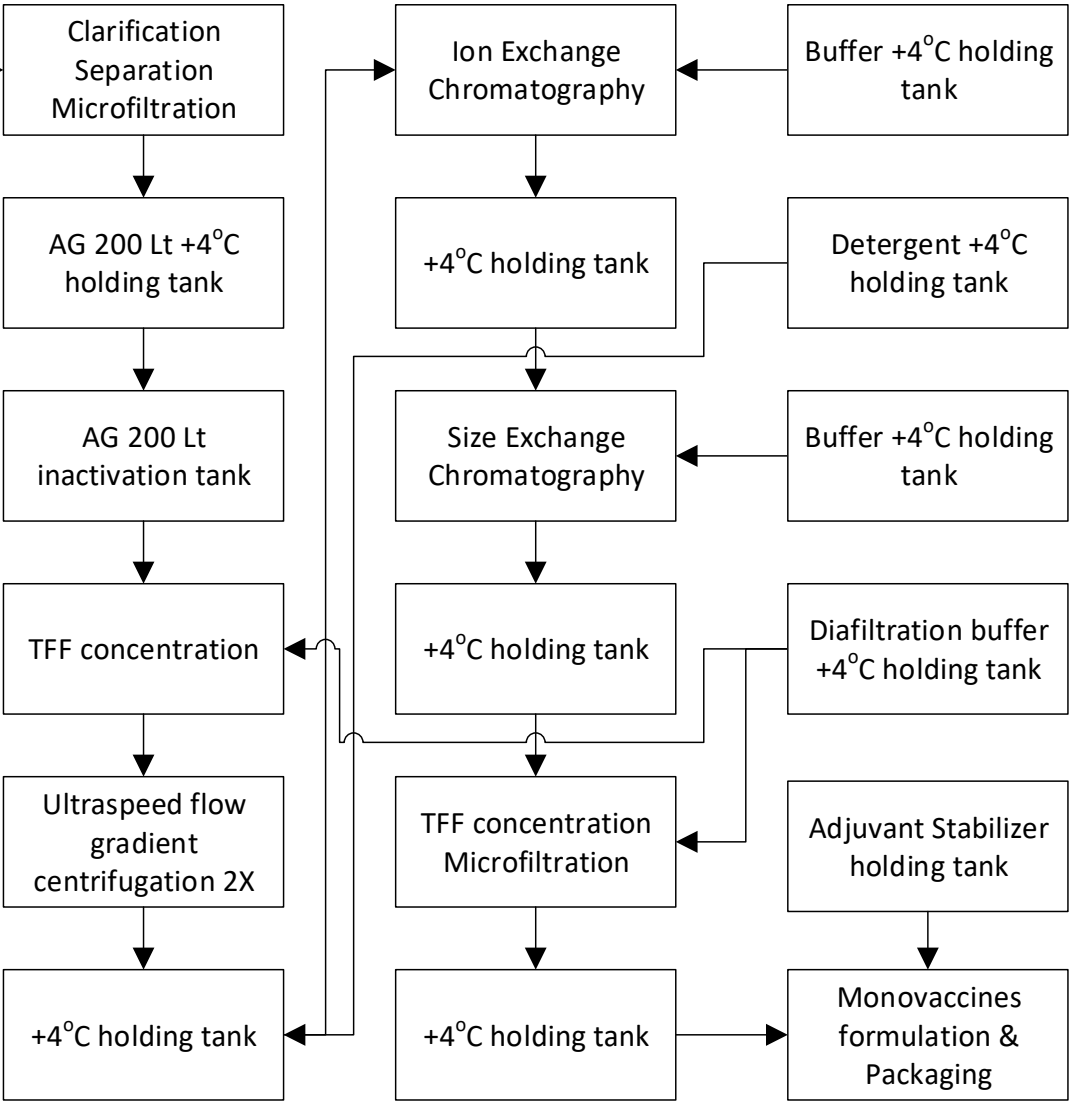 Clarification
Separation
Microfiltration
AG 200 Lt +4°C
holding tank
AG 200 Lt
inactivation tank
TFF concentration
Ultraspeed flow
gradient
centrifugation 2X
+4°C holding tank
Ion Exchange
Chromatography
+4°C holding tank
Size Exchange
Chromatography
+4°C holding tank
TFF concentration
Microfiltration
+4°C holding tank
Buffer +4°C holding
tank
Detergent +4°C
holding tank
Buffer +4°C holding
tank
Diafiltration buffer
+4°C holding tank
Adjuvant Stabilizer
holding tank
Monovaccines
formulation &
Packaging